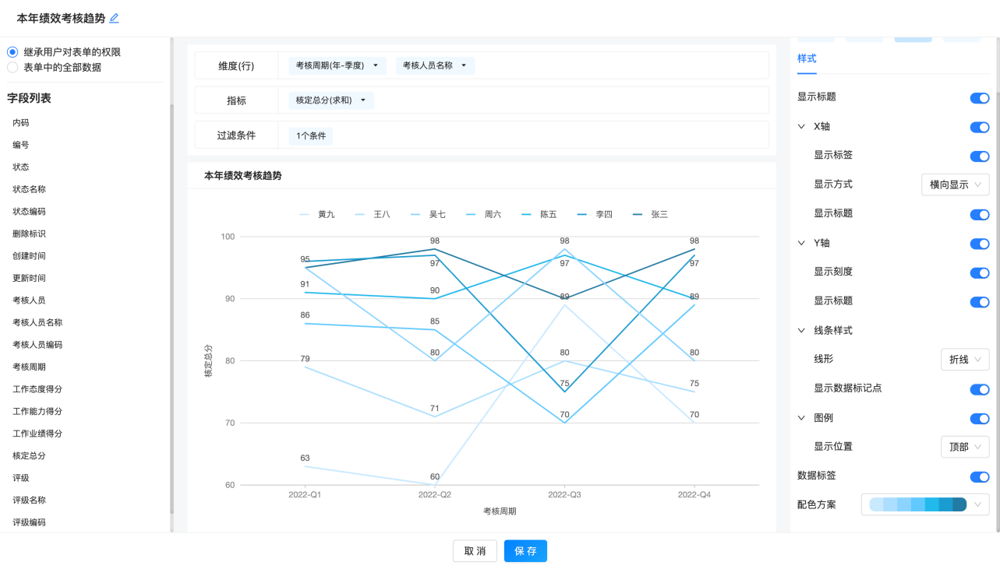 本年绩效考核趋势
继承用户对表单的权限
表单中的全部数据
字段列表
内码
编号
状态
状态名称
状态编码
删除标识
创建时间
更新时间
考核人员
考核人员名称
考核人员编码
考核周期
工作态度得分
工作能力得分
工作业绩得分
核定总分
评级
评级名称
评级编码
维度(行) 考核周期(年-季度) 考核人员名称
指标 核定总分(求和)
过滤条件 1个条件
本年绩效考核趋势
黄九 王八 吴七 周六 陈五 李四 张三
100
90
80
70
60
核定总分
95
91
86
79
63
98
97
90
85
80
71
60
98
97
89
80
75
70
98
97
89
80
75
70
2022-Q1 2022-Q2 2022-Q3 2022-Q4
考核周期
样式
显示标题
X轴
显示标签
显示方式 横向显示
显示标题
Y轴
显示刻度
显示标题
线条样式
线形 折线
显示数据标记点
图例
显示位置 顶部
数据标签
配色方案
取消 保存